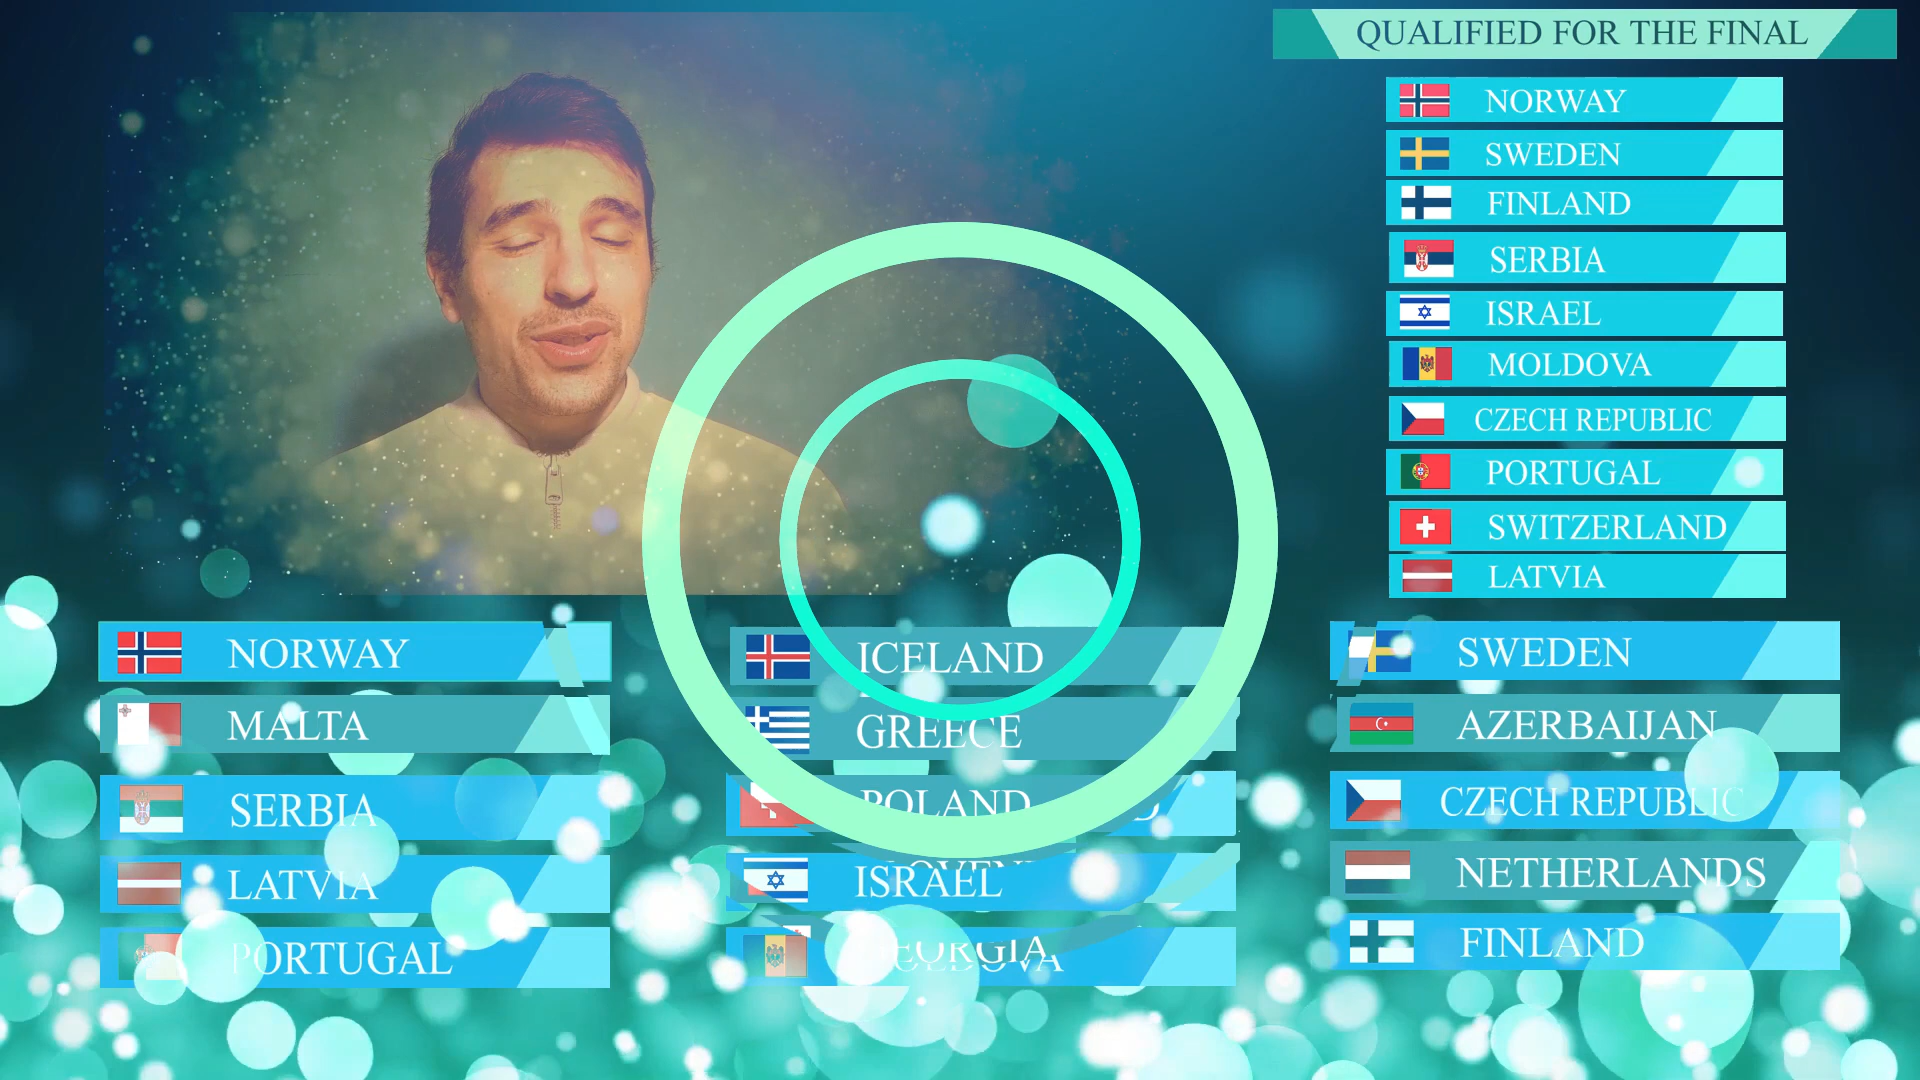 QUALIFIED FOR THE FINAL
NORWAY
SWEDEN
FINLAND
SERBIA
ISRAEL
MOLDOVA
CZECH REPUBLIC
PORTUGAL
SWITZERLAND
LATVIA
NORWAY
MALTA
SERBIA
LATVIA
PORTUGAL
ICELAND
GREECE
POLAND
ISRAEL
SWEDEN
AZERBAIJAN
CZECH REPUBLIC
NETHERLANDS
FINLAND